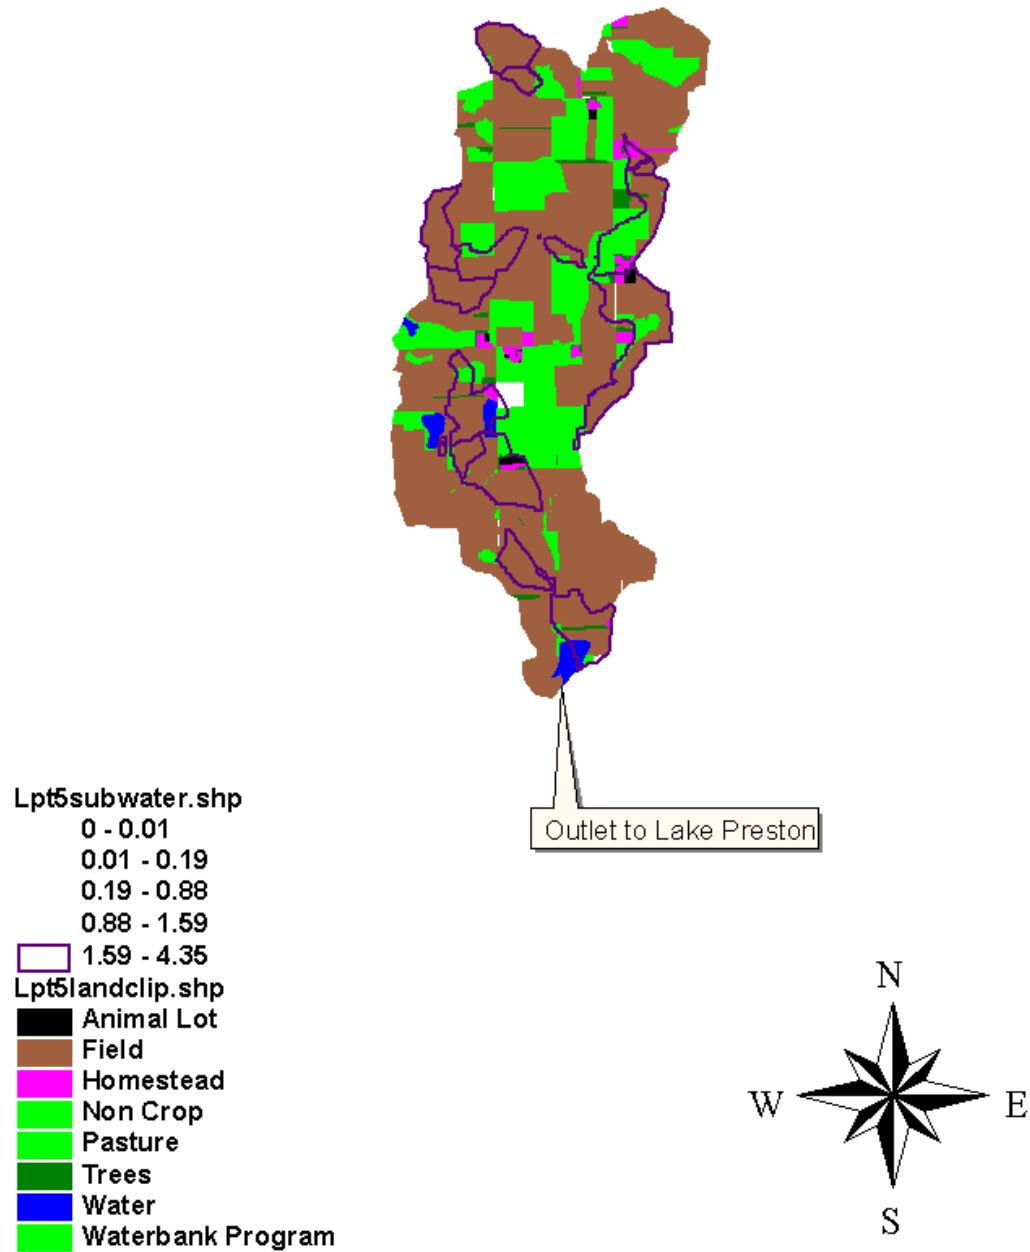 Outlet to Lake Preston
Lpt5subwater.shp
0 - 0.01
0.01 - 0.19
0.19 - 0.88
0.88 - 1.59
1.59 - 4.35
Lpt5landclip.shp
Animal Lot
Field
Homestead
Non Crop
Pasture
Trees
Water
Waterbank Program
N
W E
S